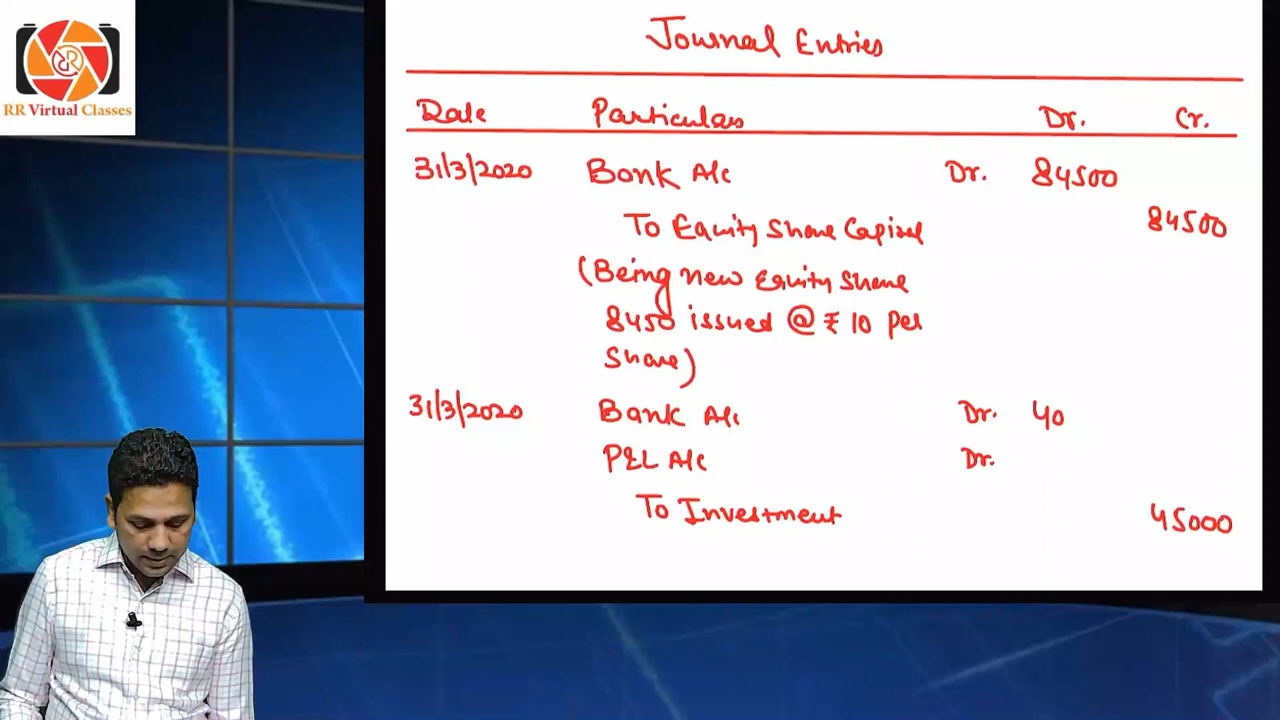 RR Virtual Classes
Journal Entries
Date Particulars Dr. Cr.
31/3/2020 Bank A/c Dr. 84500
To Equity Share Capital 84500
(Being new Equity Share
8450 issued @ ₹ 10 per
Share)
31/3/2020 Bank A/c Dr. 40
P&L A/c Dr.
To Investment 45000